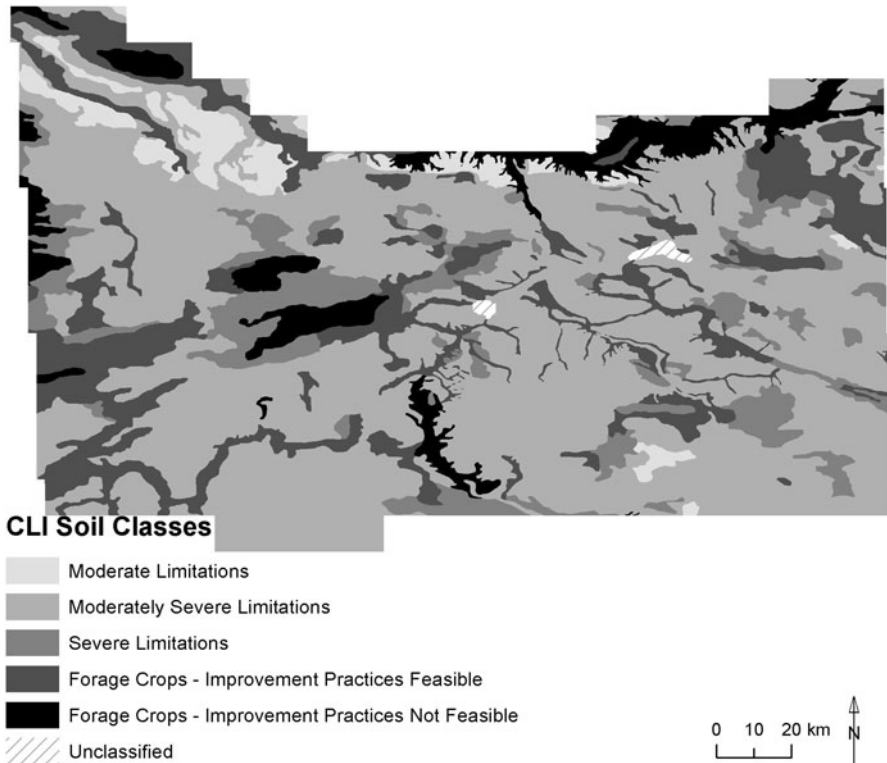 CLI Soil Classes
Moderate Limitations
Moderately Severe Limitations
Severe Limitations
Forage Crops - Improvement Practices Feasible
Forage Crops - Improvement Practices Not Feasible
Unclassified
0 10 20 km
N